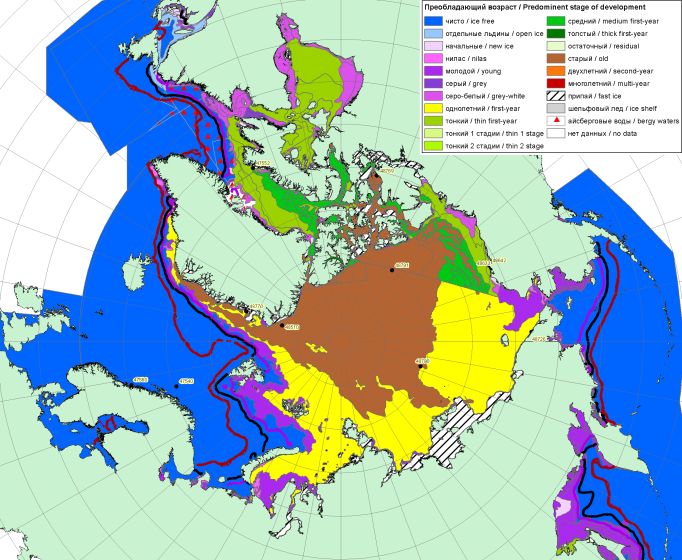 Преобладающий возраст / Predominent stage of development
чисто / ice free
отдельные льдины / open ice
начальные / new ice
нилас / nilas
молодой / young
серый / grey
серо-белый / grey-white
однолетний / first-year
тонкий / thin first-year
тонкий 1 стадии / thin 1 stage
тонкий 2 стадии / thin 2 stage
средний / medium first-year
толстый / thick first-year
остаточный / residual
старый / old
двухлетний / second-year
многолетний / multi-year
припай / fast ice
шельфовый лед / ice shelf
айсберговые воды / bergy waters
нет данных / no data